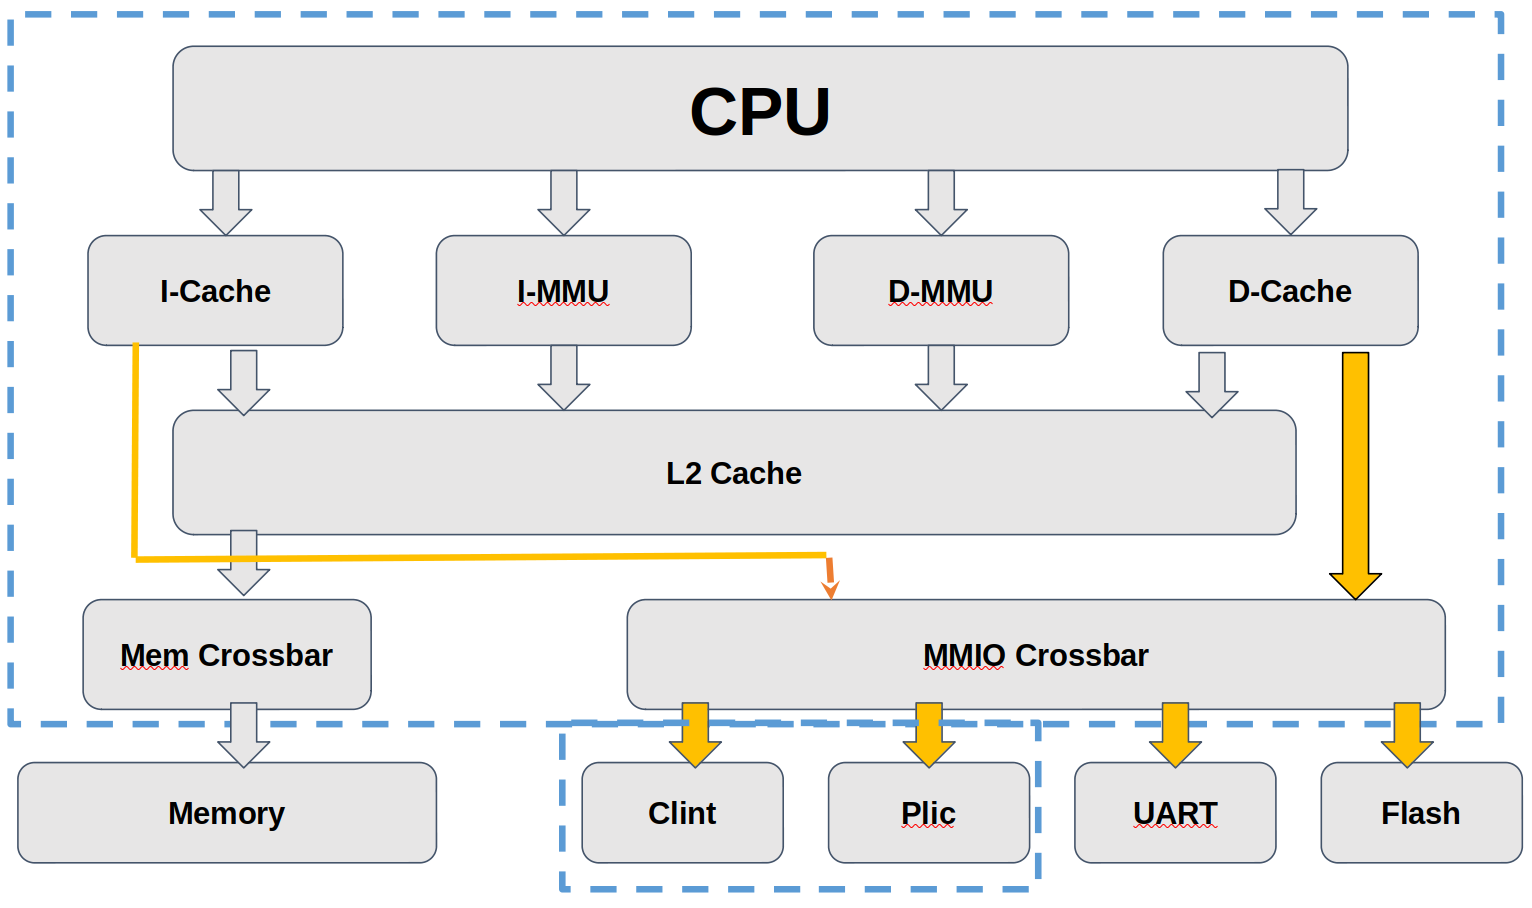 CPU
I-Cache
I-MMU
D-MMU
D-Cache
L2 Cache
Mem Crossbar
MMIO Crossbar
Memory
Clint
Plic
UART
Flash